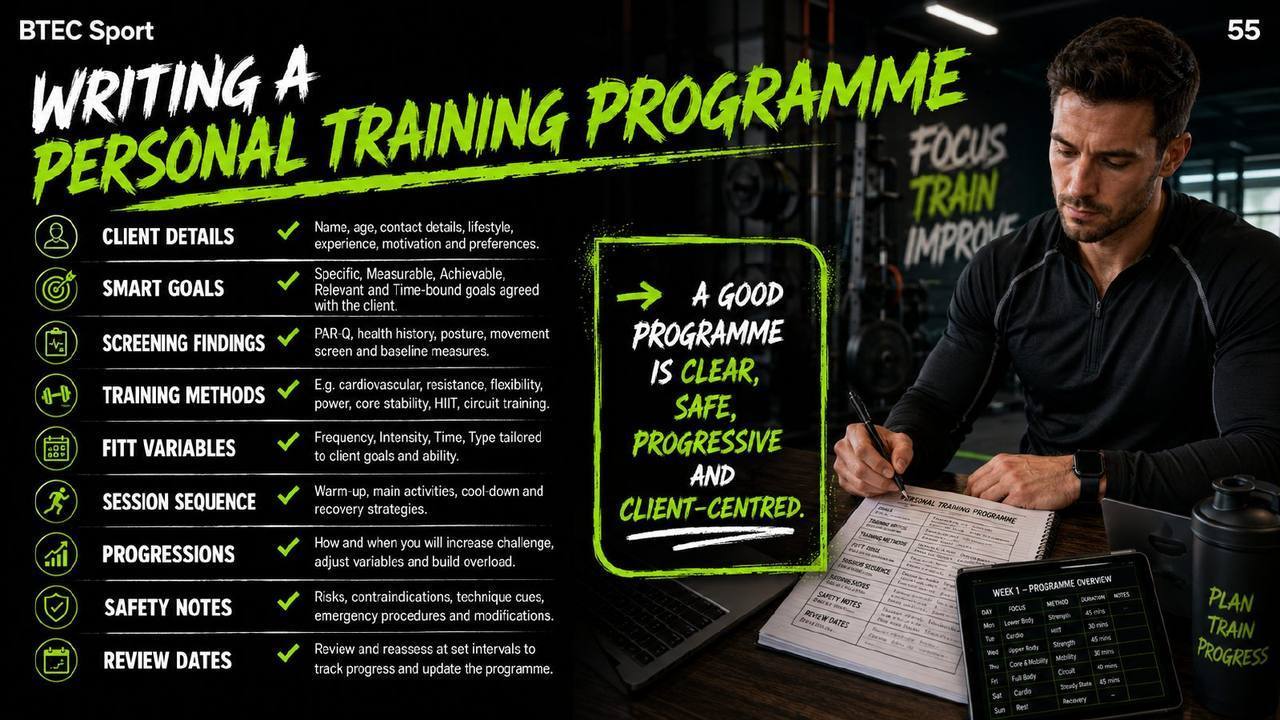 BTEC Sport
55
WRITING A
PERSONAL TRAINING PROGRAMME
CLIENT DETAILS
Name, age, contact details, lifestyle,
experience, motivation and preferences.
SMART GOALS
Specific, Measurable, Achievable,
Relevant and Time-bound goals agreed
with the client.
SCREENING FINDINGS
PAR-Q, health history, posture, movement
screen and baseline measures.
TRAINING METHODS
E.g. cardiovascular, resistance, flexibility,
power, core stability, HIIT, circuit training.
FITT VARIABLES
Frequency, Intensity, Time, Type tailored
to client goals and ability.
SESSION SEQUENCE
Warm-up, main activities, cool-down and
recovery strategies.
PROGRESSIONS
How and when you will increase challenge,
adjust variables and build overload.
SAFETY NOTES
Risks, contraindications, technique cues,
emergency procedures and modifications.
REVIEW DATES
Review and reassess at set intervals to
track progress and update the programme.
→ A GOOD
PROGRAMME
IS CLEAR,
SAFE,
PROGRESSIVE
AND
CLIENT-CENTRED.
FOCUS
TRAIN
IMPROVE
PERSONAL TRAINING PROGRAMME
GOALS
TRAINING METHODS
SESSION SEQUENCE
SAFETY NOTES
REVIEW DATES
WEEK 1 – PROGRAMME OVERVIEW
DAY FOCUS METHOD DURATION NOTES
Mon Lower Body Strength 45 mins –
Tue Cardio HIIT 30 mins
Wed Upper Body Strength 45 mins
Thu Core & Mobility Mobility 30 mins
Fri Full Body Circuit 40 mins
Sat Cardio Steady State 45 mins
Sun Rest Recovery –
PLAN
TRAIN
PROGRESS